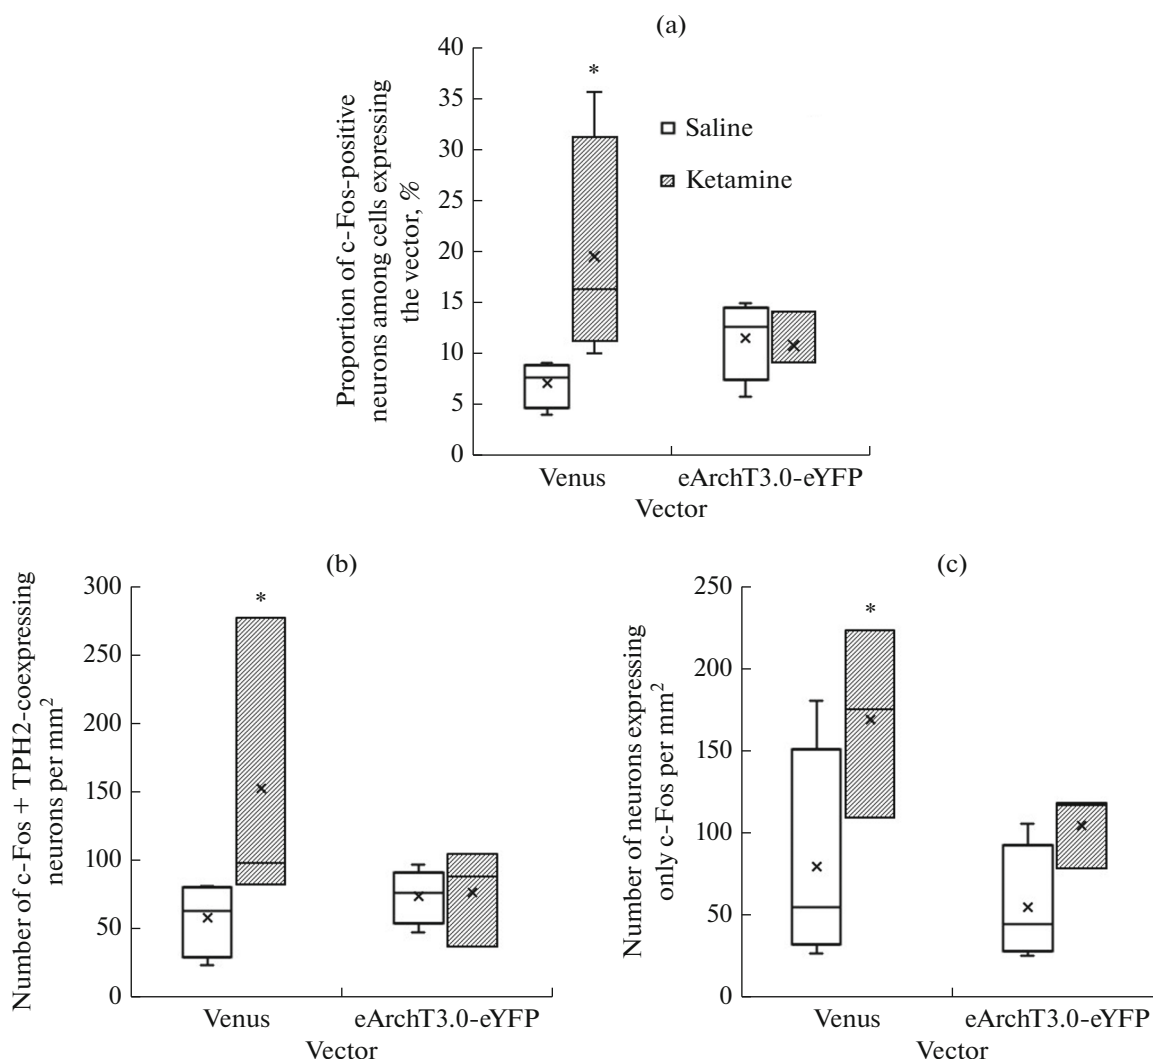 (a)
Proportion of c-Fos-positive
neurons among cells expressing
the vector, %
40
35
30
25
20
15
10
5
0
*
Saline
Ketamine
Venus
eArchT3.0-eYFP
Vector
(b)
Number of c-Fos + TPH2-coexpressing
neurons per mm²
300
250
200
150
100
50
0
*
Venus
eArchT3.0-eYFP
Vector
(c)
Number of neurons expressing
only c-Fos per mm²
250
200
150
100
50
0
*
Venus
eArchT3.0-eYFP
Vector